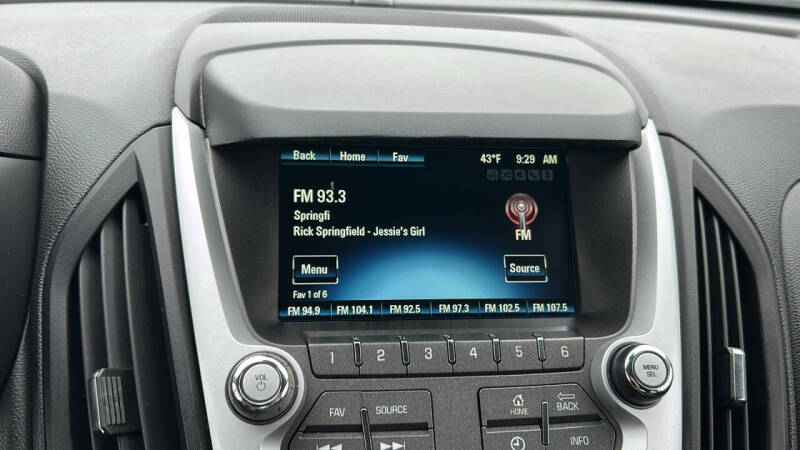 Back Home Fav 43°F 9:29 AM
FM 93.3
Springfi
Rick Springfield - Jessie's Girl
FM
Menu Source
Fav 1 of 6
FM 94.9 FM 104.1 FM 92.5 FM 97.3 FM 102.5 FM 107.5
1 2 3 4 5 6
VOL
MENU
SEL
FAV SOURCE
HOME BACK
INFO